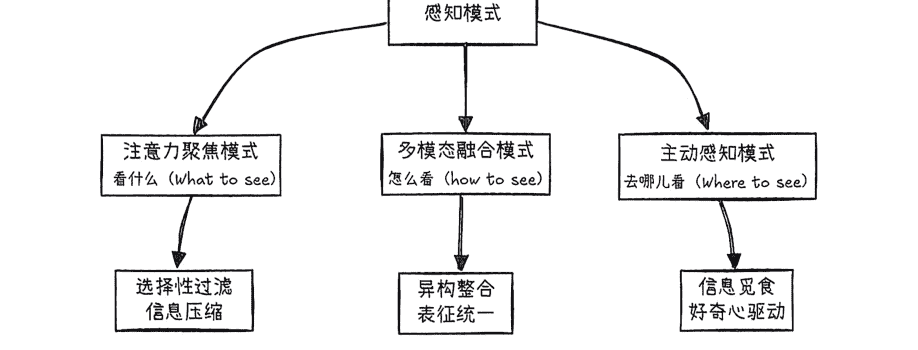 感知模式
注意力聚焦模式
看什么（What to see）
多模态融合模式
怎么看（how to see）
主动感知模式
去哪儿看（Where to see）
选择性过滤
信息压缩
异构整合
表征统一
信息觅食
好奇心驱动